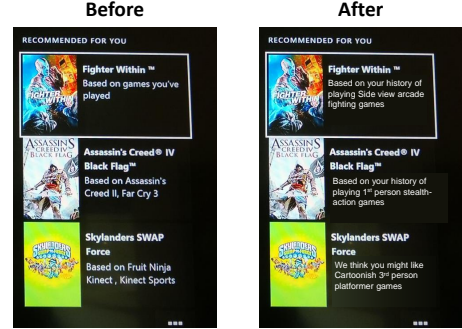 Before
After
RECOMMENDED FOR YOU
FIGHTER
WITHIN
Fighter Within ™
Based on games you've
played
ASSASSIN'S
CREED IV
BLACK FLAG
Assassin's Creed® IV
Black Flag™
Based on Assassin's
Creed II, Far Cry 3
SKYLANDERS
Skylanders SWAP
Force
Based on Fruit Ninja
Kinect , Kinect Sports
RECOMMENDED FOR YOU
FIGHTER
WITHIN
Fighter Within ™
Based on your history of
playing Side view arcade
fighting games
ASSASSIN'S
CREED IV
BLACK FLAG
Assassin's Creed® IV
Black Flag™
Based on your history of
playing 1st person stealth-
action games
SKYLANDERS
Skylanders SWAP
Force
We think you might like
Cartoonish 3rd person
platformer games